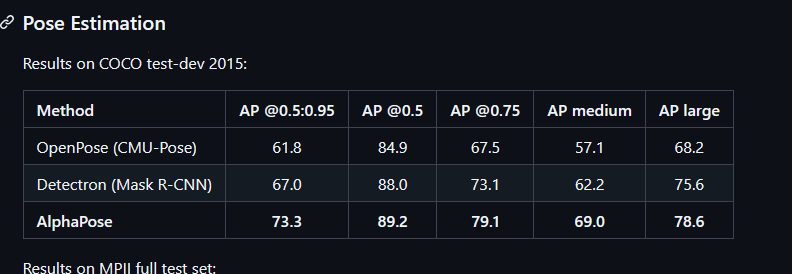 Pose Estimation
Results on COCO test-dev 2015:
Method AP @0.5:0.95 AP @0.5 AP @0.75 AP medium AP large
OpenPose (CMU-Pose) 61.8 84.9 67.5 57.1 68.2
Detectron (Mask R-CNN) 67.0 88.0 73.1 62.2 75.6
AlphaPose 73.3 89.2 79.1 69.0 78.6
Results on MPII full test set: